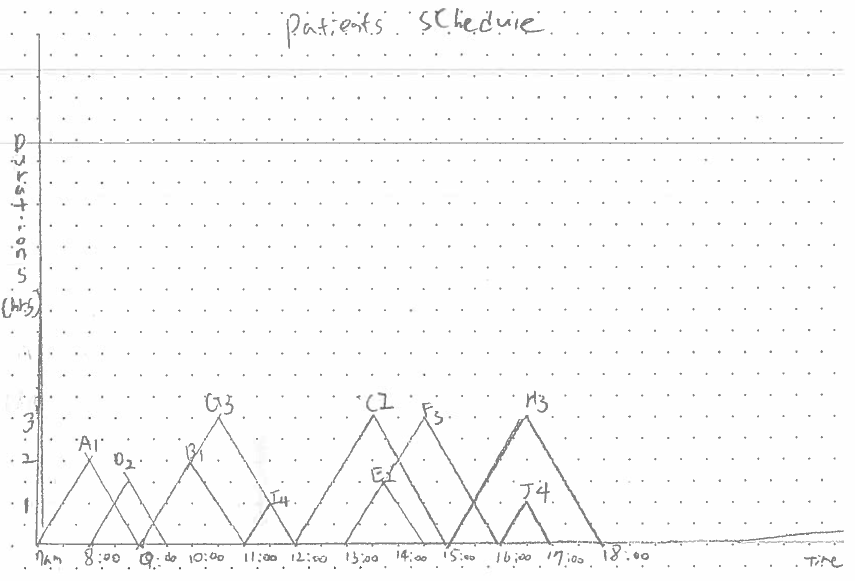 Patients Schedule
Durations
(hrs)
3
2
1
A1
D2
B1
G3
I4
C1
E2
F3
H3
J4
7am 8:00 9:00 10:00 11:00 12:00 13:00 14:00 15:00 16:00 17:00 18:00 Time